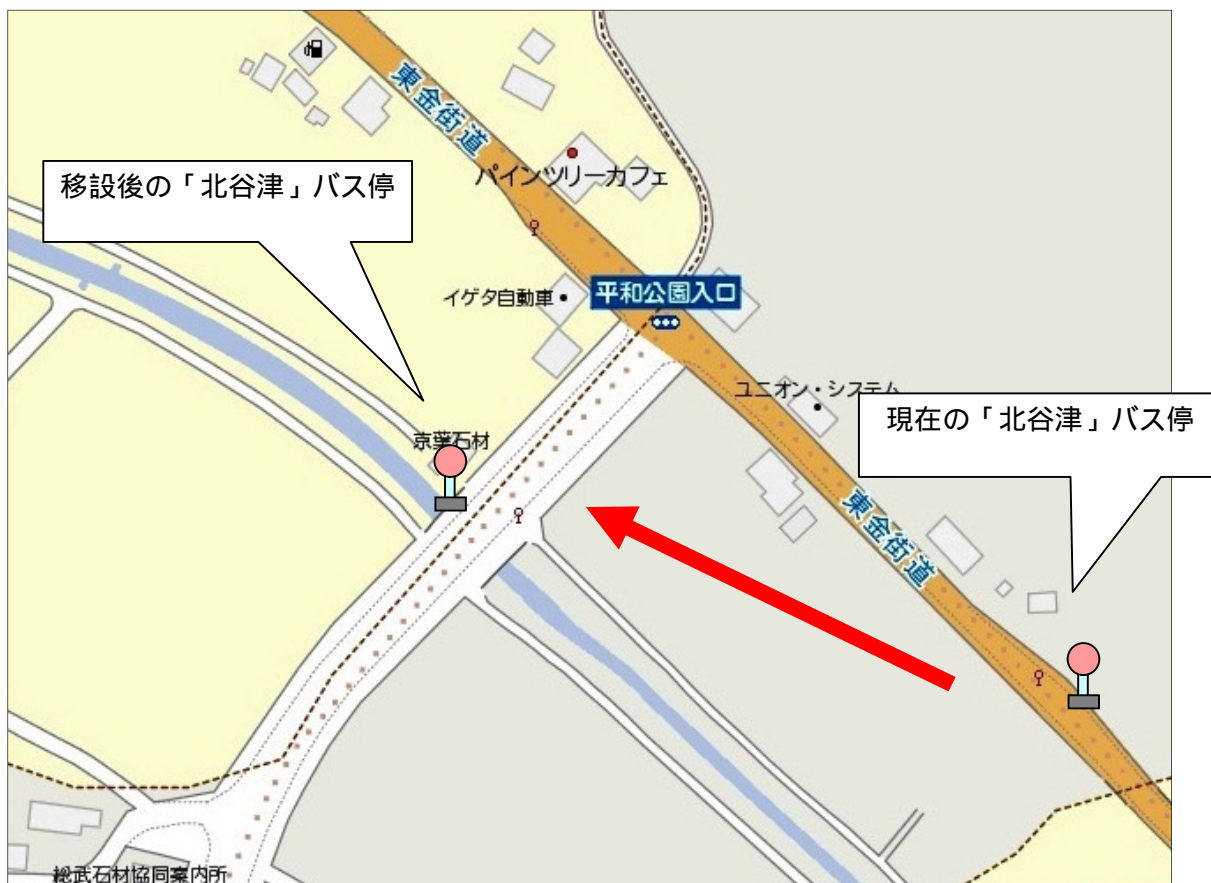 東金街道
パインツリーカフェ
移設後の「北谷津」バス停
イゲタ自動車
平和公園入口
ユニオン・システム
現在の「北谷津」バス停
京葉石材
東金街道
総武石材協同案内所